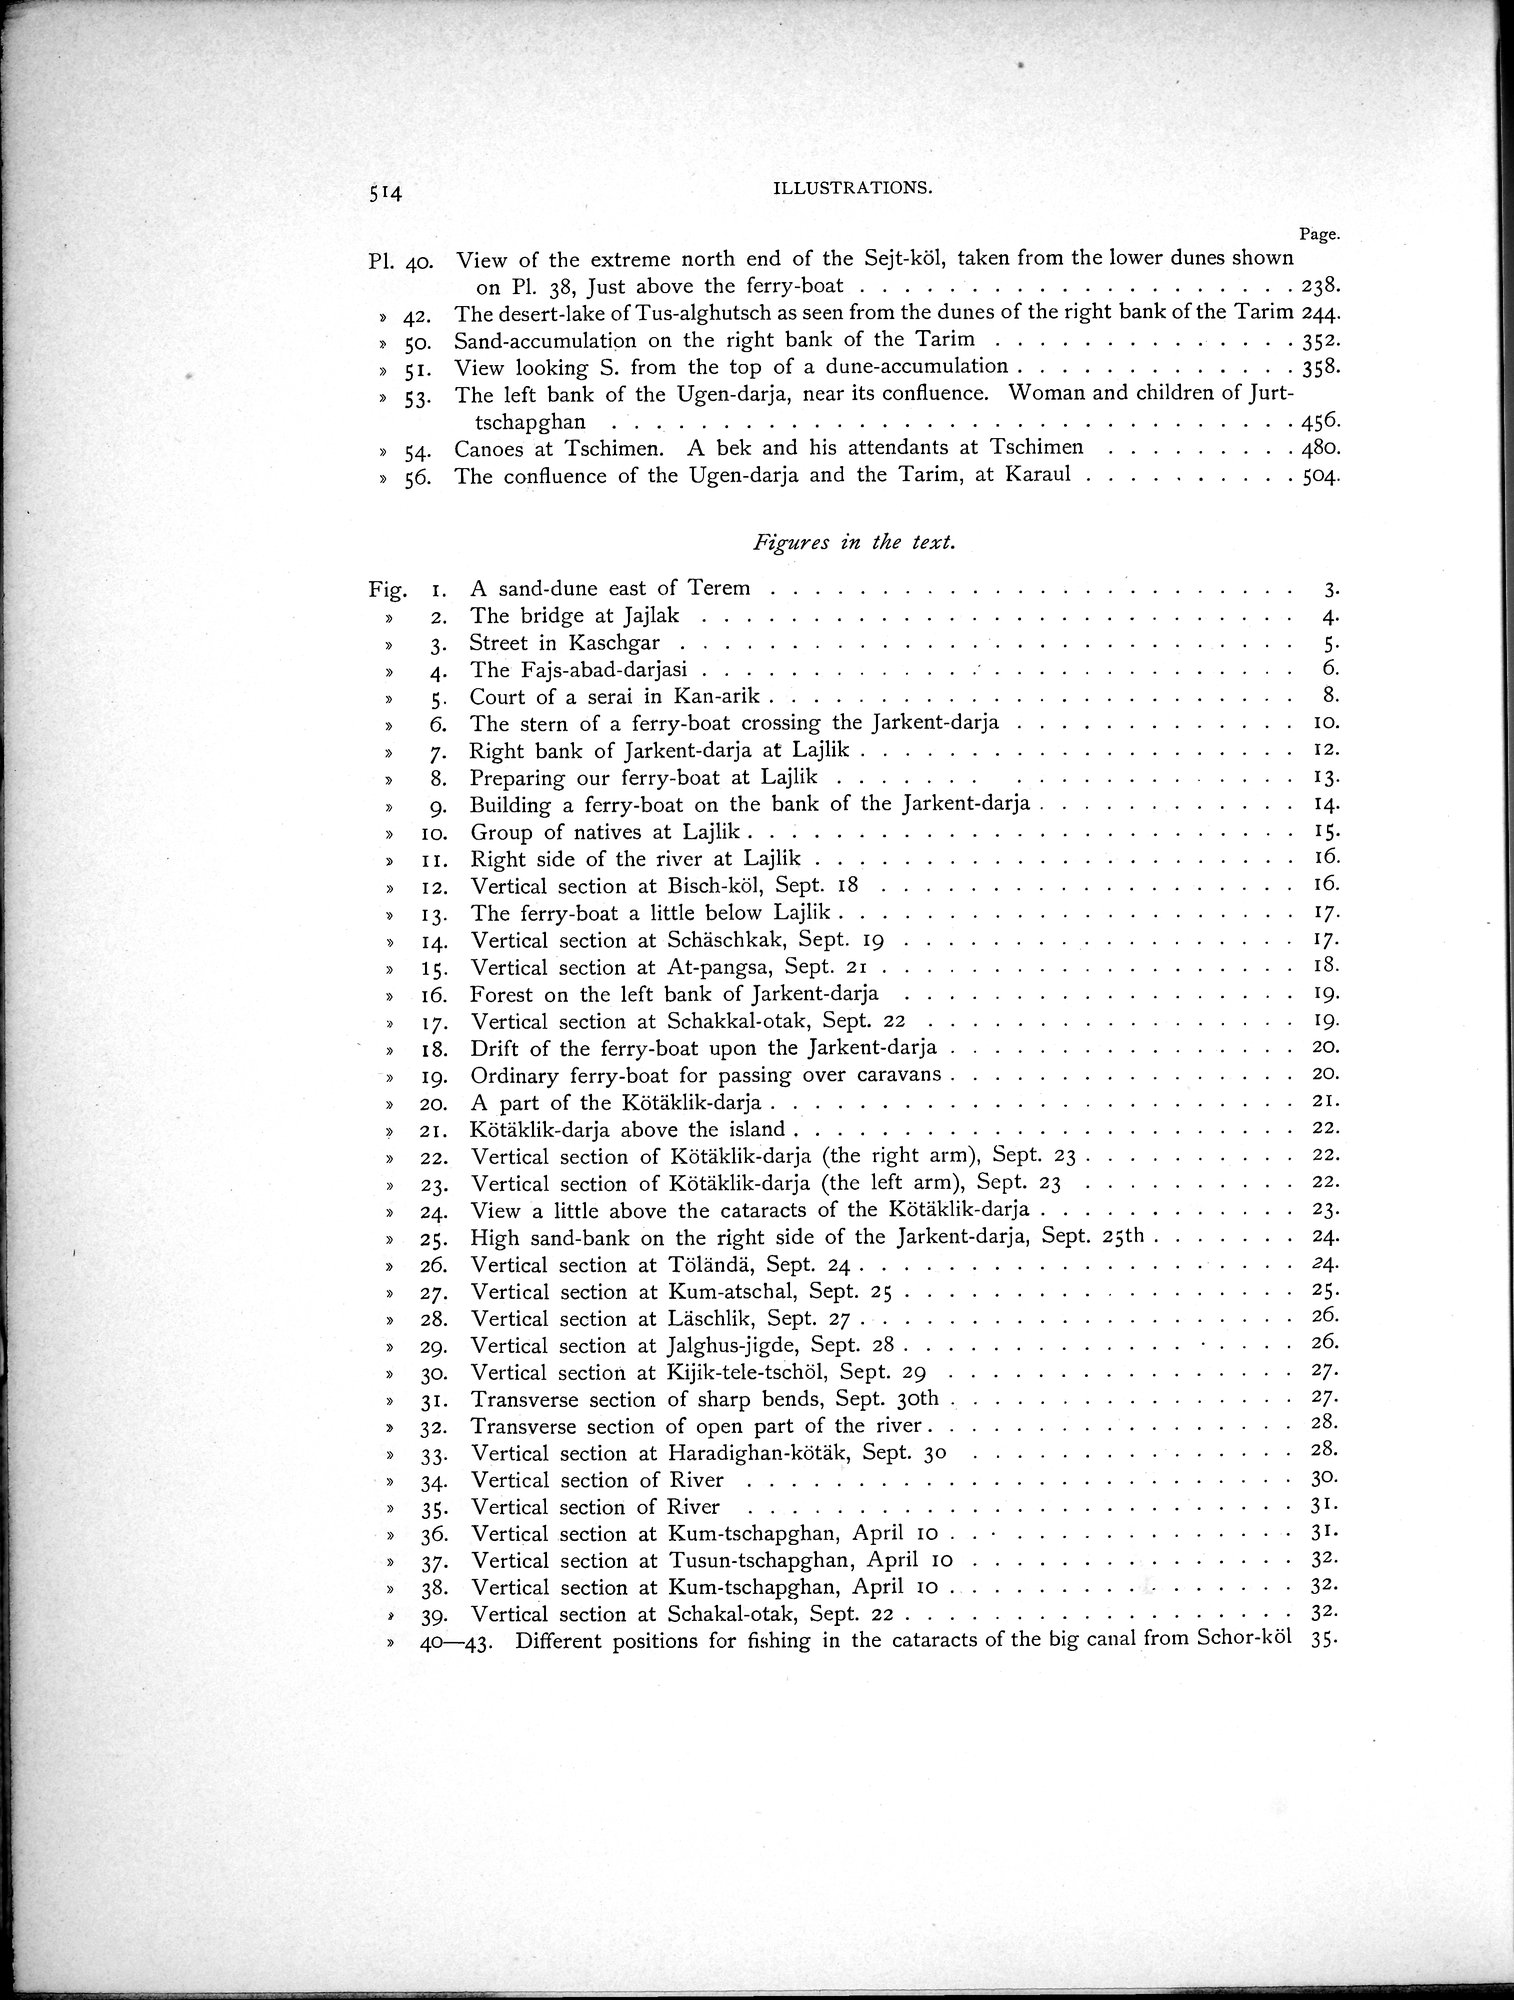 514 ILLUSTRATIONS.
Page.
Pl. 40. View of the extreme north end of the Sejt-köl, taken from the lower dunes shown
on Pl. 38, Just above the ferry-boat . . . . . . . . . . . . . . . . . . . . 238.
» 42. The desert-lake of Tus-alghutsch as seen from the dunes of the right bank of the Tarim 244.
» 50. Sand-accumulation on the right bank of the Tarim . . . . . . . . . . . . . . 352.
» 51. View looking S. from the top of a dune-accumulation . . . . . . . . . . . . . 358.
» 53. The left bank of the Ugen-darja, near its confluence. Woman and children of Jurt-
tschapghan . . . . . . . . . . . . . . . . . . . . . . . . . . . . . . . 456.
» 54. Canoes at Tschimen. A bek and his attendants at Tschimen . . . . . . . . . 480.
» 56. The confluence of the Ugen-darja and the Tarim, at Karaul . . . . . . . . . . 504.
Figures in the text.
Fig. 1. A sand-dune east of Terem . . . . . . . . . . . . . . . . . . . . . . . . 3.
» 2. The bridge at Jajlak . . . . . . . . . . . . . . . . . . . . . . . . . . . 4.
» 3. Street in Kaschgar . . . . . . . . . . . . . . . . . . . . . . . . . . . . 5.
» 4. The Fajs-abad-darjasi . . . . . . . . . . . . . . . . . . . . . . . . . . . 6.
» 5. Court of a serai in Kan-arik . . . . . . . . . . . . . . . . . . . . . . . . 8.
» 6. The stern of a ferry-boat crossing the Jarkent-darja . . . . . . . . . . . . . 10.
» 7. Right bank of Jarkent-darja at Lajlik . . . . . . . . . . . . . . . . . . . . 12.
» 8. Preparing our ferry-boat at Lajlik . . . . . . . . . . . . . . . . . . . . 13.
» 9. Building a ferry-boat on the bank of the Jarkent-darja . . . . . . . . . . . . 14.
» 10. Group of natives at Lajlik . . . . . . . . . . . . . . . . . . . . . . . . . 15.
» 11. Right side of the river at Lajlik . . . . . . . . . . . . . . . . . . . . . . 16.
» 12. Vertical section at Bisch-köl, Sept. 18 . . . . . . . . . . . . . . . . . . . 16.
» 13. The ferry-boat a little below Lajlik . . . . . . . . . . . . . . . . . . . . . 17.
» 14. Vertical section at Schäschkak, Sept. 19 . . . . . . . . . . . . . . . . . . 17.
» 15. Vertical section at At-pangsa, Sept. 21 . . . . . . . . . . . . . . . . . . . 18.
» 16. Forest on the left bank of Jarkent-darja . . . . . . . . . . . . . . . . . . 19.
» 17. Vertical section at Schakkal-otak, Sept. 22 . . . . . . . . . . . . . . . . . 19.
» 18. Drift of the ferry-boat upon the Jarkent-darja . . . . . . . . . . . . . . . . 20.
» 19. Ordinary ferry-boat for passing over caravans . . . . . . . . . . . . . . . . 20.
» 20. A part of the Kötäklik-darja . . . . . . . . . . . . . . . . . . . . . . . . 21.
» 21. Kötäklik-darja above the island . . . . . . . . . . . . . . . . . . . . . . . 22.
» 22. Vertical section of Kötäklik-darja (the right arm), Sept. 23 . . . . . . . . . . 22.
» 23. Vertical section of Kötäklik-darja (the left arm), Sept. 23 . . . . . . . . . . 22.
» 24. View a little above the cataracts of the Kötäklik-darja . . . . . . . . . . . . 23.
» 25. High sand-bank on the right side of the Jarkent-darja, Sept. 25th . . . . . . . 24.
» 26. Vertical section at Töländä, Sept. 24 . . . . . . . . . . . . . . . . . . . . 24.
» 27. Vertical section at Kum-atschal, Sept. 25 . . . . . . . . . . . . . . . . . . 25.
» 28. Vertical section at Läschlik, Sept. 27 . . . . . . . . . . . . . . . . . . . . 26.
» 29. Vertical section at Jalghus-jigde, Sept. 28 . . . . . . . . . . . . . . . . . . 26.
» 30. Vertical section at Kijik-tele-tschöl, Sept. 29 . . . . . . . . . . . . . . . . 27.
» 31. Transverse section of sharp bends, Sept. 30th . . . . . . . . . . . . . . . . 27.
» 32. Transverse section of open part of the river . . . . . . . . . . . . . . . . . 28.
» 33. Vertical section at Haradighan-kötäk, Sept. 30 . . . . . . . . . . . . . . . 28.
» 34. Vertical section of River . . . . . . . . . . . . . . . . . . . . . . . . . 30.
» 35. Vertical section of River . . . . . . . . . . . . . . . . . . . . . . . . . 31.
» 36. Vertical section at Kum-tschapghan, April 10 . . . . . . . . . . . . . . . . 31.
» 37. Vertical section at Tusun-tschapghan, April 10 . . . . . . . . . . . . . . . 32.
» 38. Vertical section at Kum-tschapghan, April 10 . . . . . . . . . . . . . . . . 32.
» 39. Vertical section at Schakal-otak, Sept. 22 . . . . . . . . . . . . . . . . . . 32.
» 40—43. Different positions for fishing in the cataracts of the big canal from Schor-köl 35.